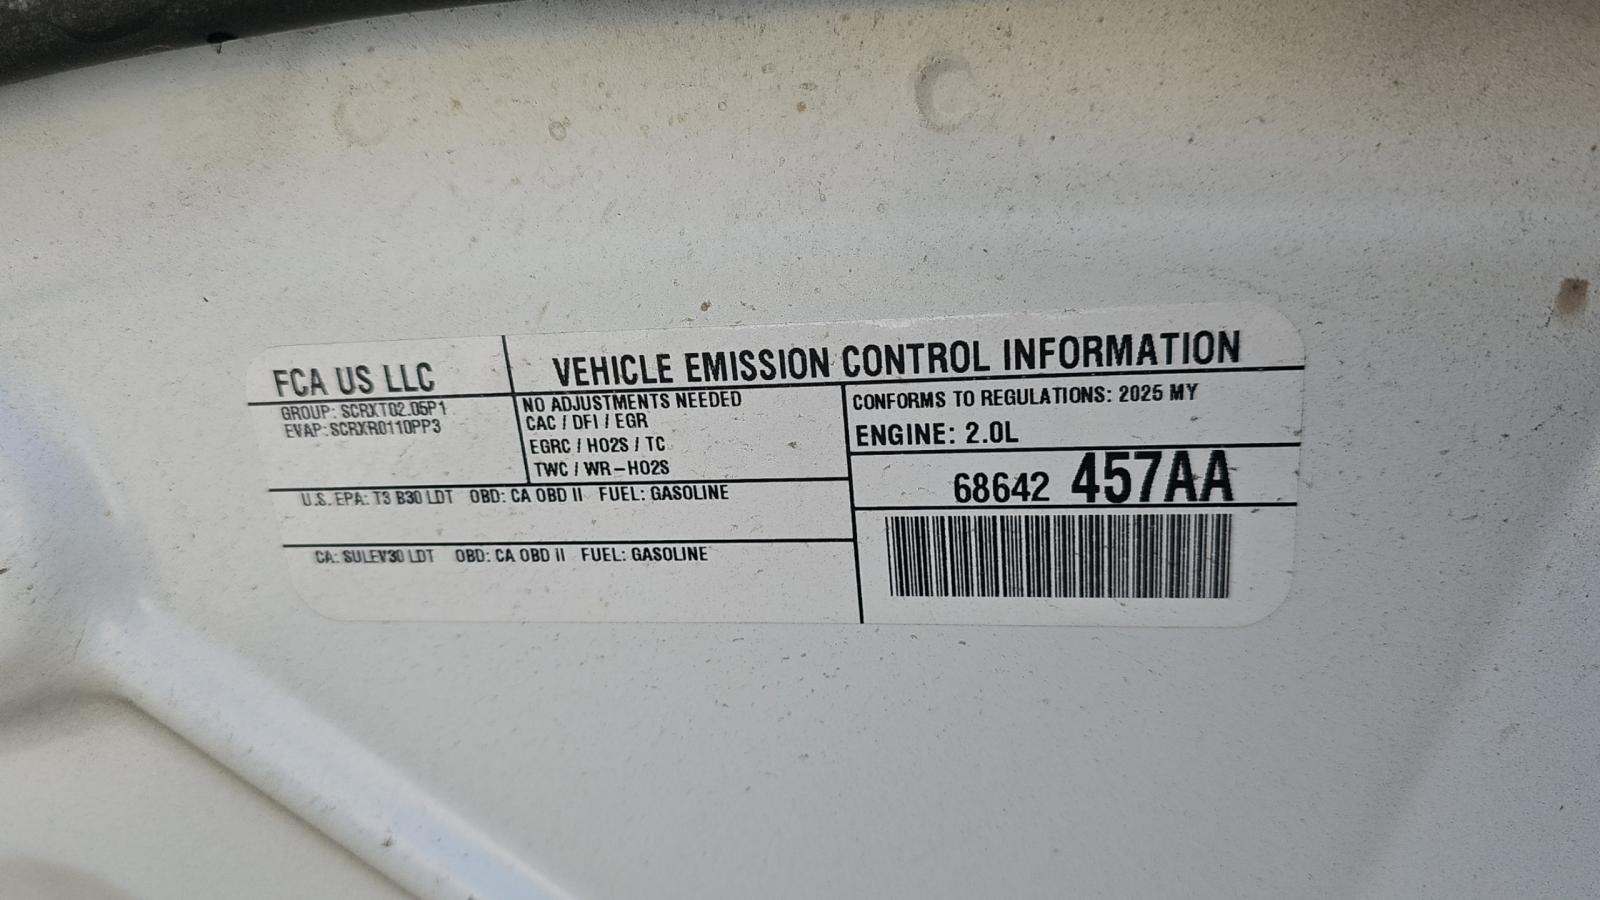 FCA US LLC
VEHICLE EMISSION CONTROL INFORMATION
GROUP: SCRXT02.05P1
EVAP: SCRXR0110PP3
NO ADJUSTMENTS NEEDED
CAC / DFI / EGR
EGRC / HO2S / TC
TWC / WR-HO2S
CONFORMS TO REGULATIONS: 2025 MY
ENGINE: 2.0L
68642 457AA
U.S. EPA: T3 B30 LDT OBD: CA OBD II FUEL: GASOLINE
CA: SULEV30 LDT OBD: CA OBD II FUEL: GASOLINE